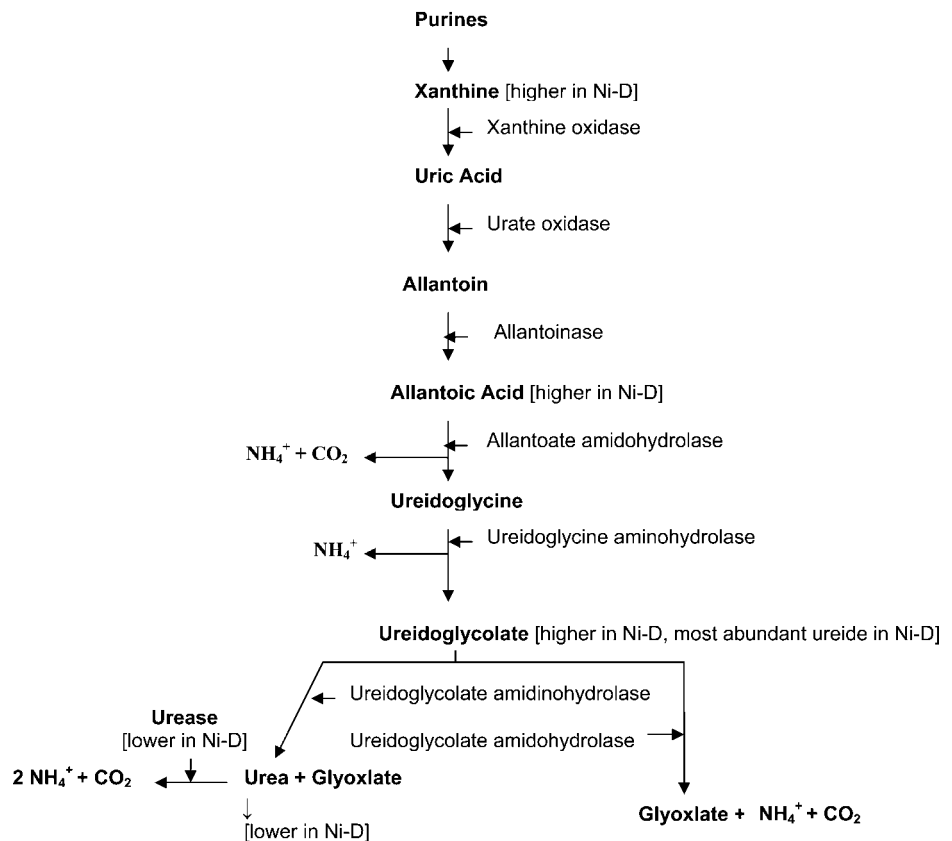 Purines
Xanthine [higher in Ni-D]
Xanthine oxidase
Uric Acid
Urate oxidase
Allantoin
Allantoinase
Allantoic Acid [higher in Ni-D]
Allantoate amidohydrolase
NH₄⁺ + CO₂
Ureidoglycine
Ureidoglycine aminohydrolase
NH₄⁺
Ureidoglycolate [higher in Ni-D, most abundant ureide in Ni-D]
Ureidoglycolate amidinohydrolase
Urease
[lower in Ni-D]
Ureidoglycolate amidohydrolase
2 NH₄⁺ + CO₂
Urea + Glyoxlate
Glyoxlate + NH₄⁺ + CO₂
[lower in Ni-D]